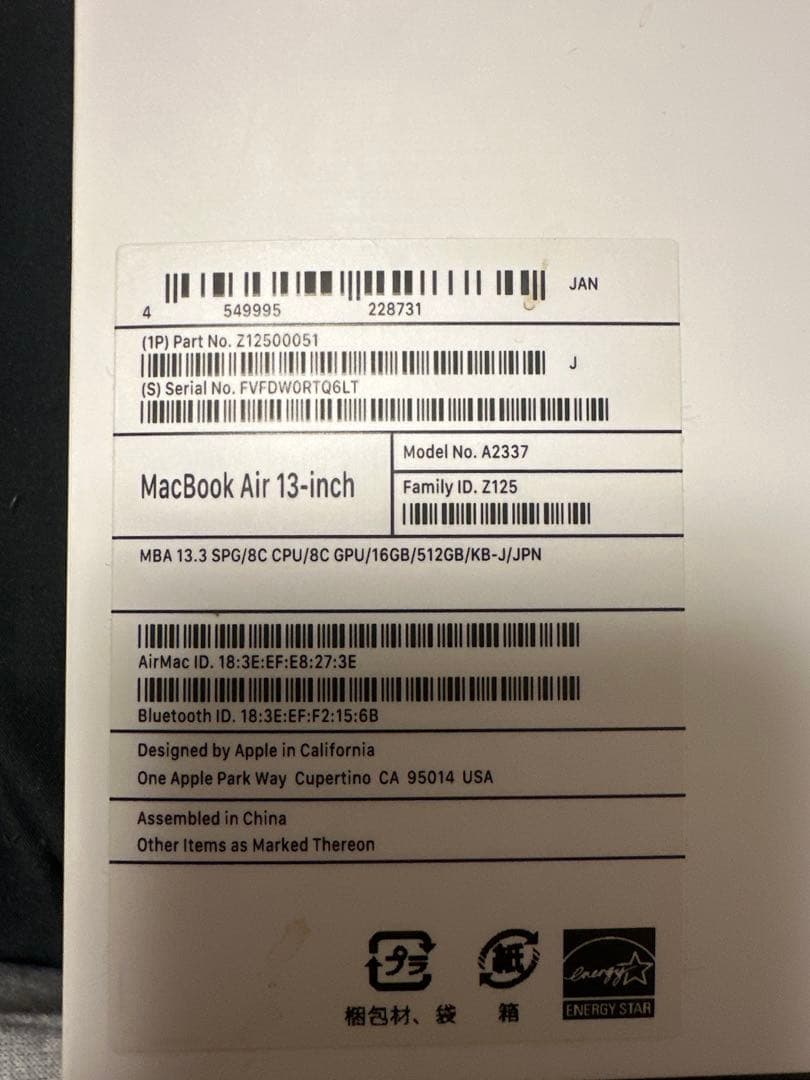 JAN
4 549995 228731
(1P) Part No. Z12500051
J
(S) Serial No. FVFDW0RTQ6LT
MacBook Air 13-inch
Model No. A2337
Family ID. Z125
MBA 13.3 SPG/8C CPU/8C GPU/16GB/512GB/KB-J/JPN
AirMac ID. 18:3E:EF:E8:27:3E
Bluetooth ID. 18:3E:EF:F2:15:6B
Designed by Apple in California
One Apple Park Way Cupertino CA 95014 USA
Assembled in China
Other Items as Marked Thereon
プラ
紙
energy
ENERGY STAR
梱包材、袋
箱